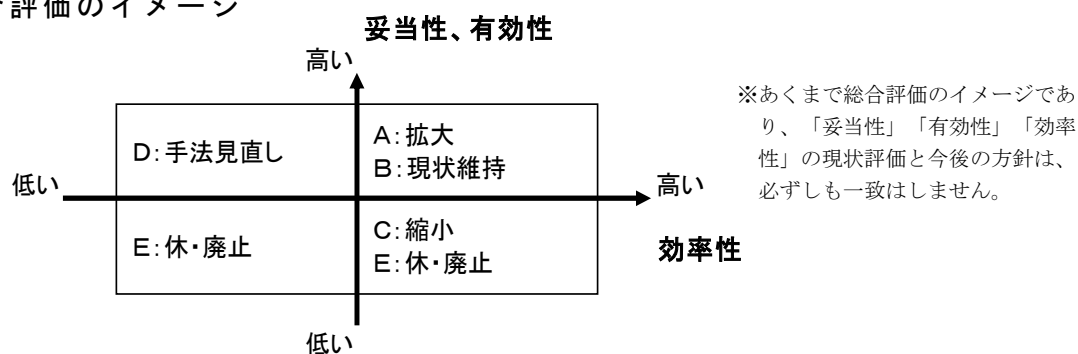 評価のイメージ
妥当性、有効性
高い
※あくまで総合評価のイメージであ
り、「妥当性」「有効性」「効率
性」の現状評価と今後の方針は、
必ずしも一致はしません。
D:手法見直し
A:拡大
B:現状維持
低い
高い
E:休・廃止
C:縮小
E:休・廃止
効率性
低い